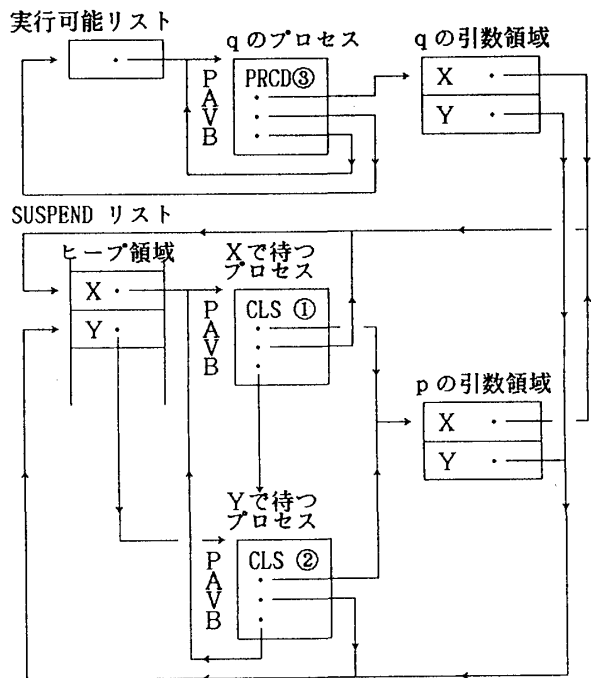 実行可能リスト
qのプロセス
qの引数領域
P
A
V
B
PRCD③
X
Y
SUSPEND リスト
ヒープ領域
Xで待つ
プロセス
X
Y
P
A
V
B
CLS ①
pの引数領域
X
Y
Yで待つ
プロセス
P
A
V
B
CLS ②